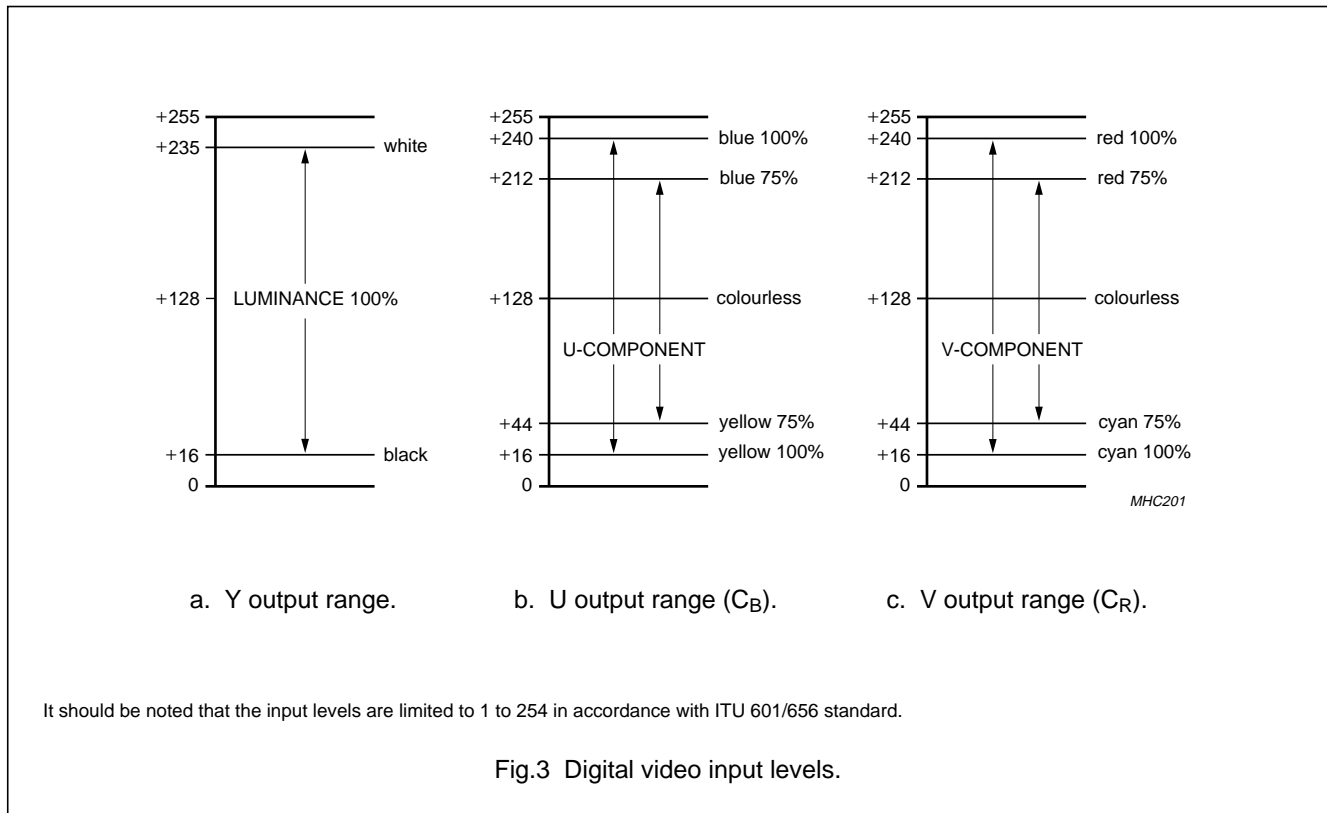 +255
+235
white
+128
LUMINANCE 100%
+16
black
0
+255
+240
blue 100%
+212
blue 75%
+128
colourless
U-COMPONENT
+44
yellow 75%
+16
yellow 100%
0
+255
+240
red 100%
+212
red 75%
+128
colourless
V-COMPONENT
+44
cyan 75%
+16
cyan 100%
0
MHC201
a. Y output range.
b. U output range (CB).
c. V output range (CR).
It should be noted that the input levels are limited to 1 to 254 in accordance with ITU 601/656 standard.
Fig.3 Digital video input levels.